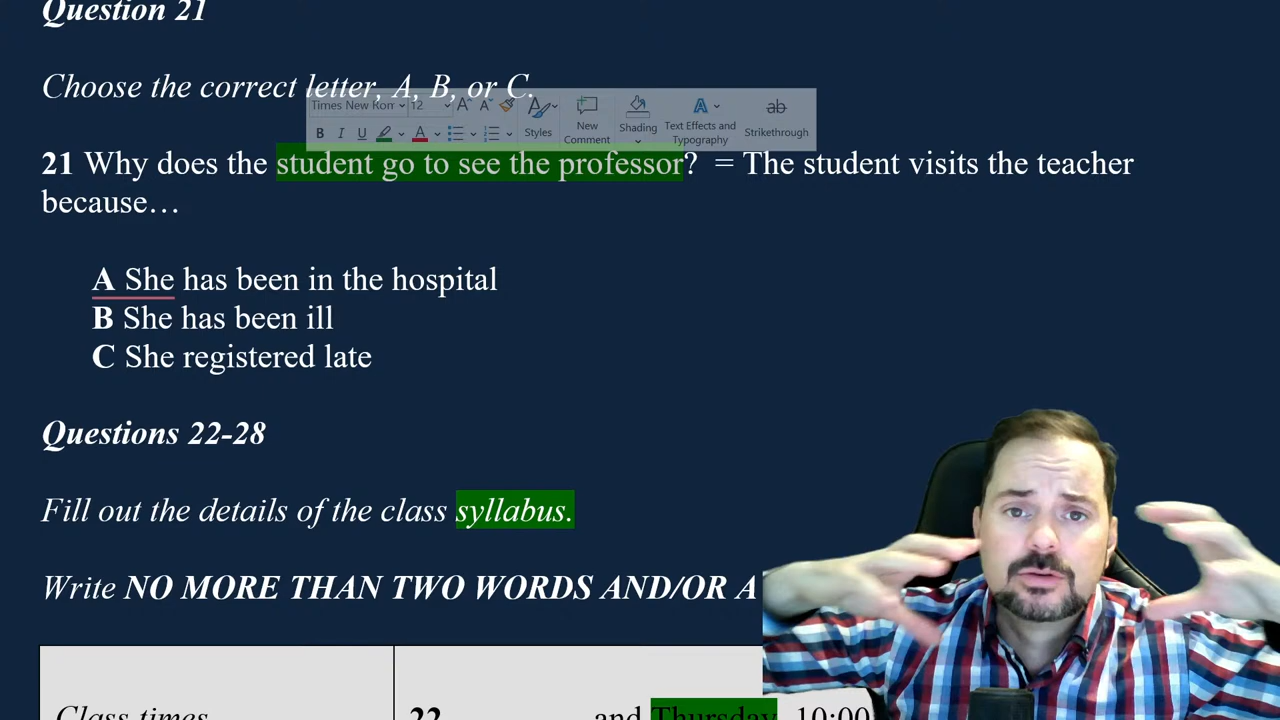 Question 21
Choose the correct letter, A, B, or C.
Times New Rom 12
B I U A Styles New Comment Shading Text Effects and Typography ab Strikethrough
21 Why does the student go to see the professor? = The student visits the teacher
because…
A She has been in the hospital
B She has been ill
C She registered late
Questions 22-28
Fill out the details of the class syllabus.
Write NO MORE THAN TWO WORDS AND/OR A
Class times
22 and Thursday, 10:00